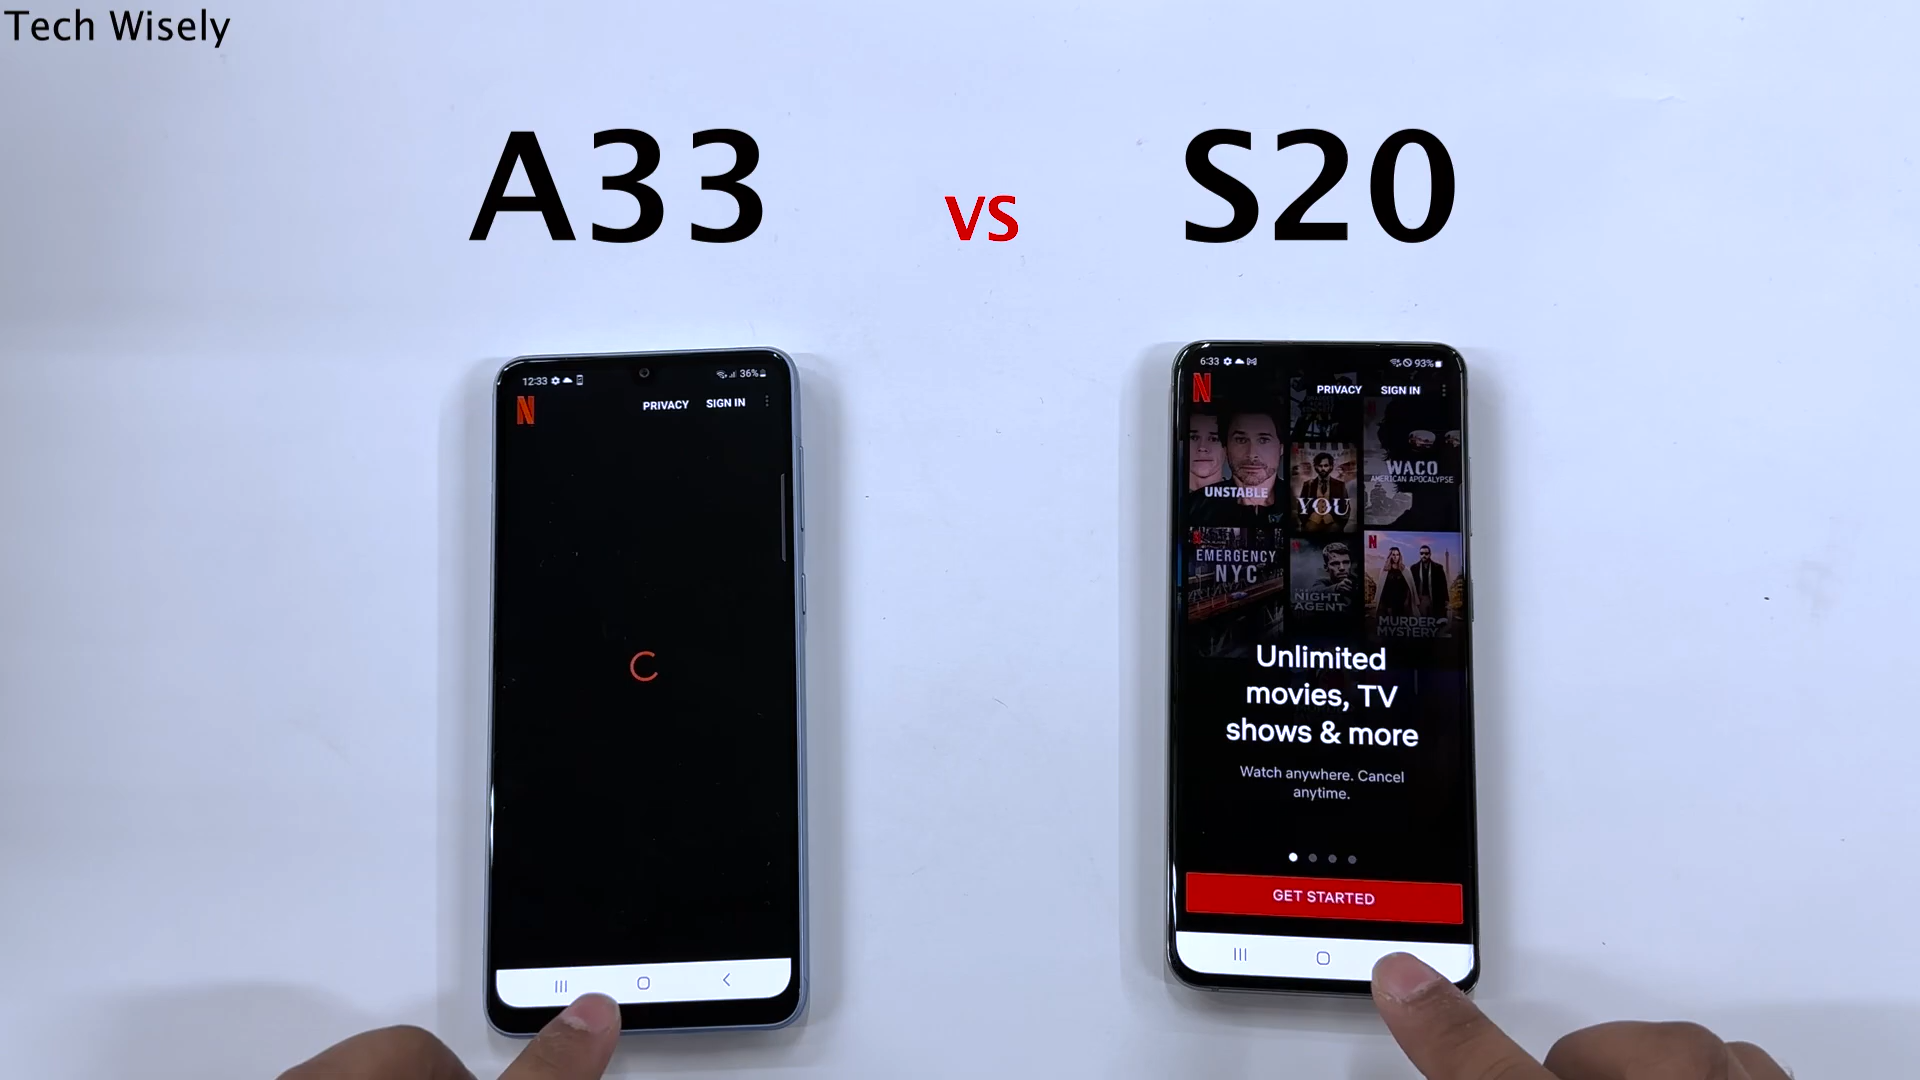 Tech Wisely
A33 vs S20
12:33 36%
N PRIVACY SIGN IN
6:33 93%
N PRIVACY SIGN IN
UNSTABLE
YOU
WACO
AMERICAN APOCALYPSE
EMERGENCY
NYC
NIGHT
AGENT
MURDER
MYSTERY 2
Unlimited
movies, TV
shows & more
Watch anywhere. Cancel
anytime.
GET STARTED